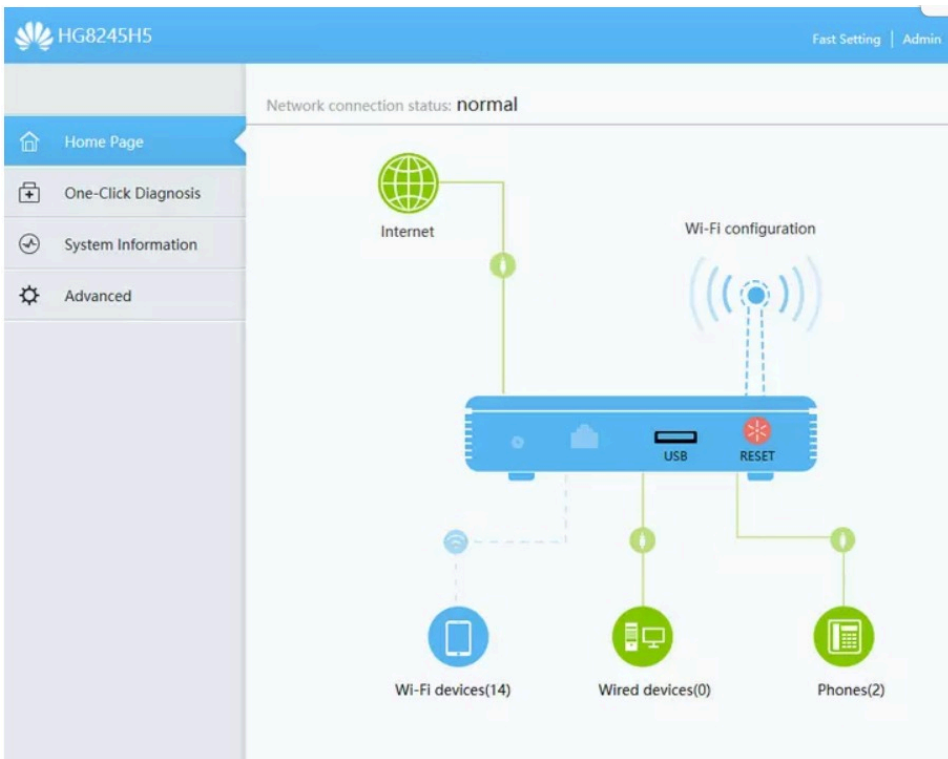 HG8245H5
Fast Setting | Admin
Network connection status: normal
Home Page
One-Click Diagnosis
System Information
Advanced
Internet
Wi-Fi configuration
USB
RESET
Wi-Fi devices(14)
Wired devices(0)
Phones(2)